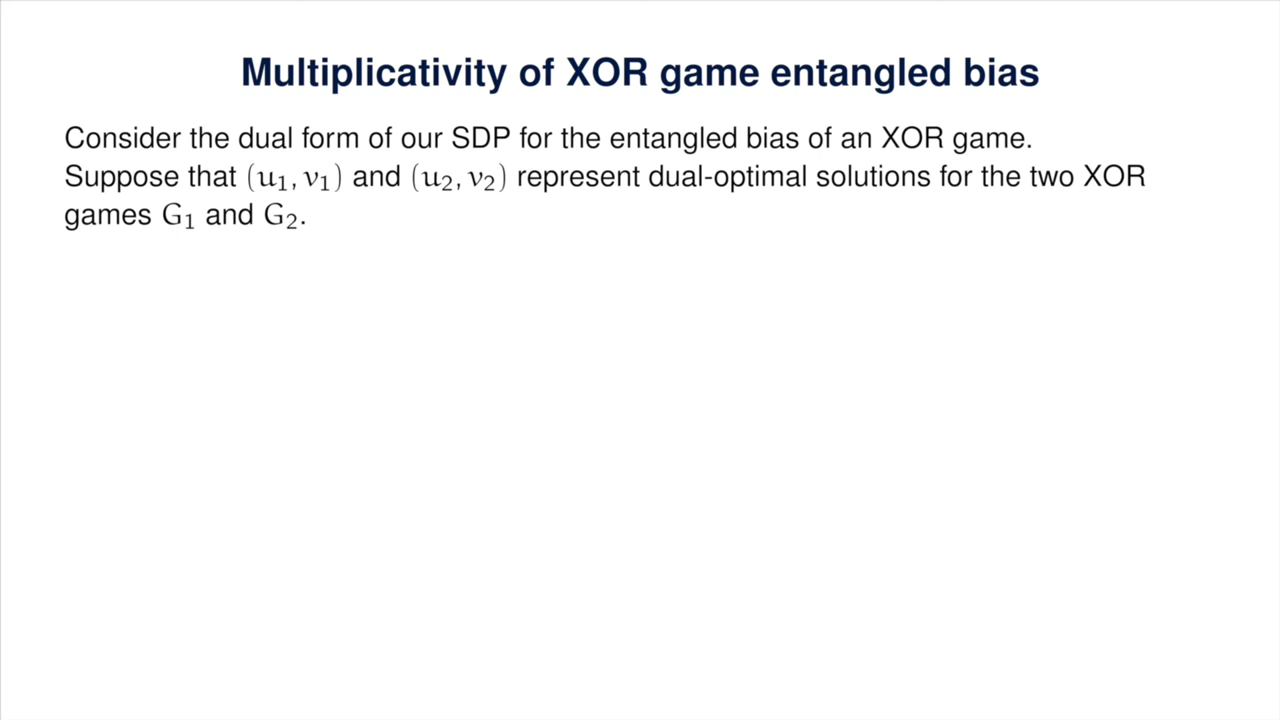 Multiplicativity of XOR game entangled bias
Consider the dual form of our SDP for the entangled bias of an XOR game.
Suppose that (u₁, v₁) and (u₂, v₂) represent dual-optimal solutions for the two XOR
games G₁ and G₂.